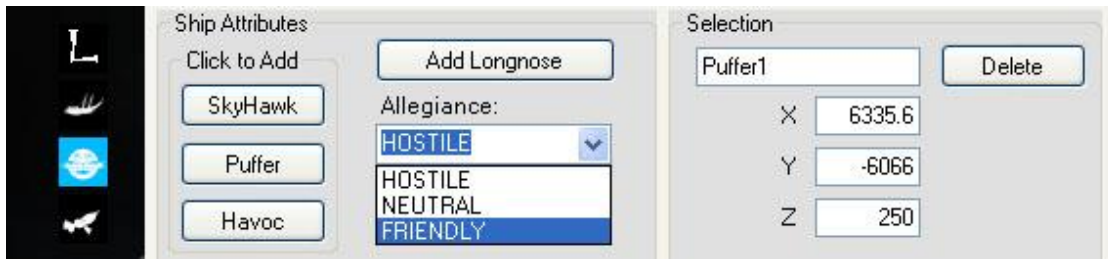 Ship Attributes
Click to Add
SkyHawk
Puffer
Havoc
Add Longnose
Allegiance:
HOSTILE
HOSTILE
NEUTRAL
FRIENDLY
Selection
Puffer1
Delete
X 6335.6
Y -6066
Z 250